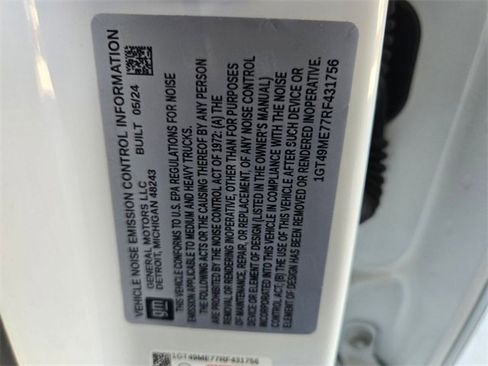 VEHICLE NOISE EMISSION CONTROL INFORMATION
GENERAL MOTORS LLC BUILT 05/24
DETROIT, MICHIGAN 48243
gm
THIS VEHICLE CONFORMS TO U.S. EPA REGULATIONS FOR NOISE
EMISSION APPLICABLE TO MEDIUM AND HEAVY TRUCKS.
THE FOLLOWING ACTS OR THE CAUSING THEREOF BY ANY PERSON
ARE PROHIBITED BY THE NOISE CONTROL ACT OF 1972: (A) THE
REMOVAL OR RENDERING INOPERATIVE, OTHER THAN FOR PURPOSES
OF MAINTENANCE, REPAIR, OR REPLACEMENT, OF ANY NOISE CONTROL
DEVICE OR ELEMENT OF DESIGN (LISTED IN THE OWNER'S MANUAL)
INCORPORATED INTO THIS VEHICLE IN COMPLIANCE WITH THE NOISE
CONTROL ACT; (B) THE USE OF THIS VEHICLE AFTER SUCH DEVICE OR
ELEMENT OF DESIGN HAS BEEN REMOVED OR RENDERED INOPERATIVE.
1GT49ME77RF431756
1GT49ME77RF431756